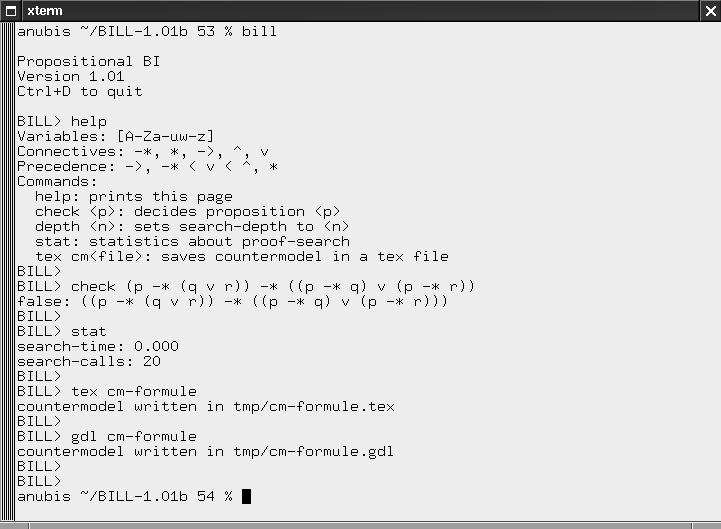 xterm
anubis ~/BILL-1.01b 53 % bill
Propositional BI
Version 1.01
Ctrl+D to quit
BILL> help
Variables: [A-Za-uw-z]
Connectives: -*, *, ->, ^, v
Precedence: ->, -* < v < ^, *
Commands:
  help: prints this page
  check <p>: decides proposition <p>
  depth <n>: sets search-depth to <n>
  stat: statistics about proof-search
  tex cm<file>: saves countermodel in a tex file
BILL>
BILL> check (p -* (q v r)) -* ((p -* q) v (p -* r))
false: ((p -* (q v r)) -* ((p -* q) v (p -* r)))
BILL>
BILL> stat
search-time: 0.000
search-calls: 20
BILL>
BILL> tex cm-formule
countermodel written in tmp/cm-formule.tex
BILL>
BILL> gdl cm-formule
countermodel written in tmp/cm-formule.gdl
BILL>
BILL>
anubis ~/BILL-1.01b 54 %